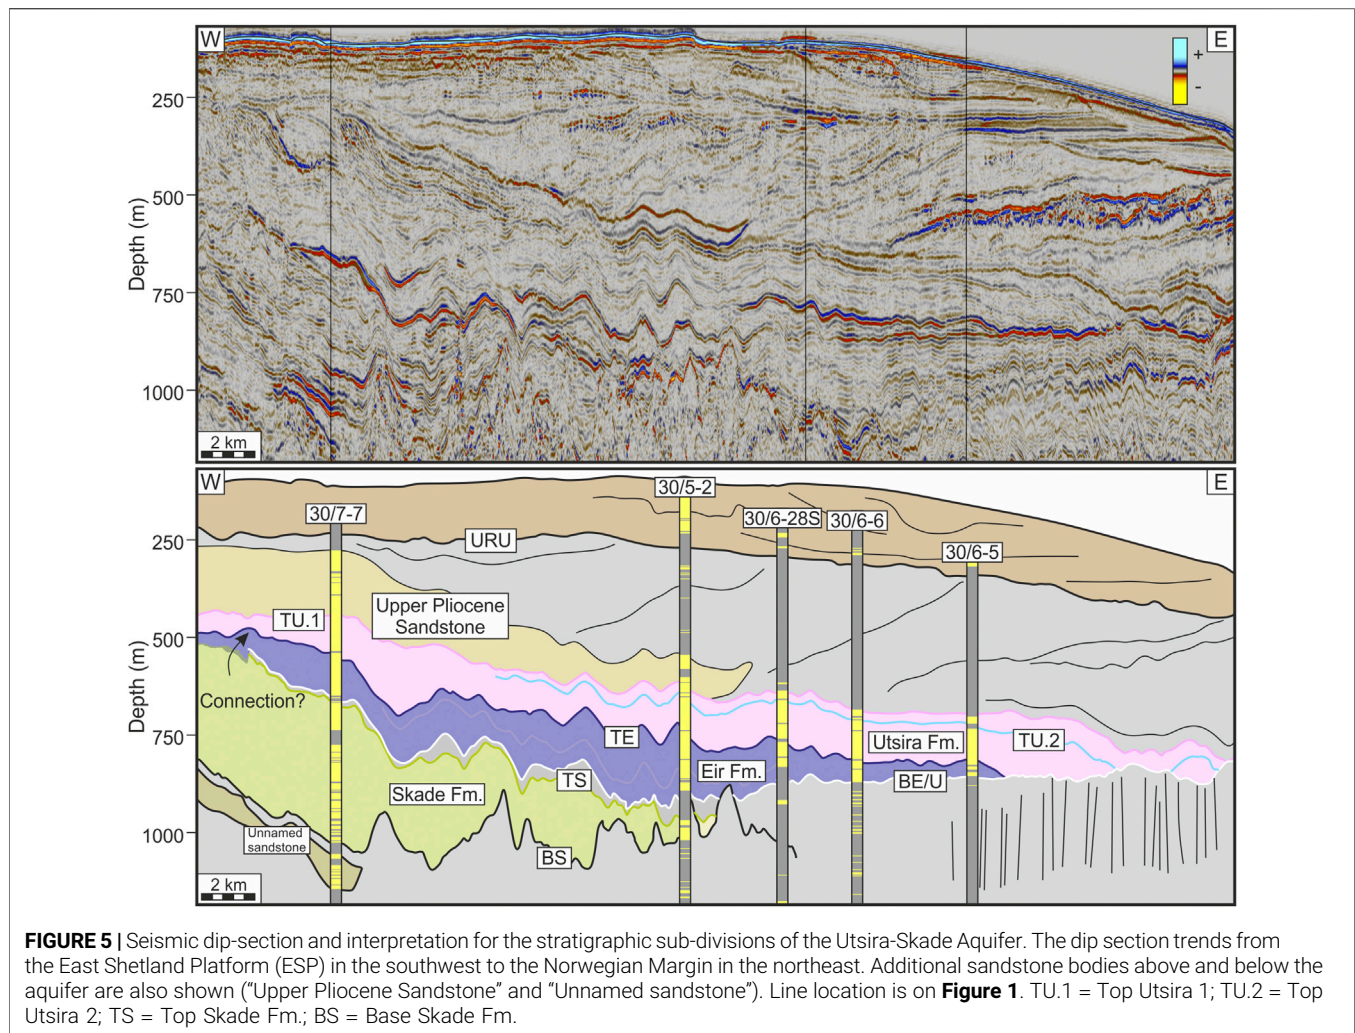 W
E
+
-
250
500
750
1000
Depth (m)
2 km
W
E
30/5-2
30/7-7
30/6-28S
30/6-6
URU
30/6-5
250
500
750
1000
Depth (m)
Upper Pliocene
Sandstone
TU.1
Connection?
TE
Utsira Fm.
TU.2
Eir Fm.
TS
BE/U
Skade Fm.
Unnamed
sandstone
BS
2 km
FIGURE 5 | Seismic dip-section and interpretation for the stratigraphic sub-divisions of the Utsira-Skade Aquifer. The dip section trends from
the East Shetland Platform (ESP) in the southwest to the Norwegian Margin in the northeast. Additional sandstone bodies above and below the
aquifer are also shown (“Upper Pliocene Sandstone” and “Unnamed sandstone”). Line location is on Figure 1. TU.1 = Top Utsira 1; TU.2 = Top
Utsira 2; TS = Top Skade Fm.; BS = Base Skade Fm.